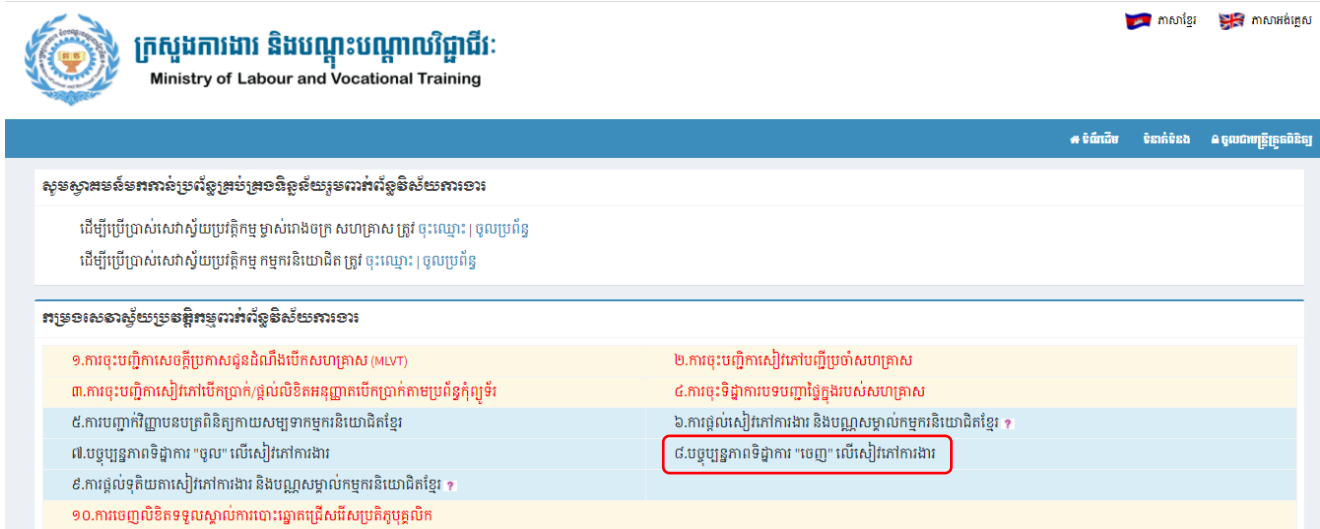 ភាសាខ្មែរ ភាសាអង់គ្លេស
ក្រសួងការងារ និងបណ្តុះបណ្តាលវិជ្ជាជីវៈ
Ministry of Labour and Vocational Training
ទំព័រដើម ទំនាក់ទំនង ចូលជាមន្ត្រីត្រួតពិនិត្យ
សូមស្វាគមន៍មកកាន់ប្រព័ន្ធគ្រប់គ្រងទិន្នន័យរួមពាក់ព័ន្ធវិស័យការងារ
ដើម្បីប្រើប្រាស់សេវាស្វ័យប្រវត្តិកម្ម ម្ចាស់រោងចក្រ សហគ្រាស ត្រូវ ចុះឈ្មោះ | ចូលប្រព័ន្ធ
ដើម្បីប្រើប្រាស់សេវាស្វ័យប្រវត្តិកម្ម កម្មករនិយោជិត ត្រូវ ចុះឈ្មោះ | ចូលប្រព័ន្ធ
កម្រងសេវាស្វ័យប្រវត្តិកម្មពាក់ព័ន្ធវិស័យការងារ
១.ការចុះបញ្ជិកាសេចក្តីប្រកាសជូនដំណឹងបើកសហគ្រាស (MLVT)
២.ការចុះបញ្ជិកាសៀវភៅបញ្ជីប្រចាំសហគ្រាស
៣.ការចុះបញ្ជិកាសៀវភៅបើកប្រាក់/ផ្តល់លិខិតអនុញ្ញាតបើកប្រាក់តាមប្រព័ន្ធកុំព្យូទ័រ
៤.ការចុះទិដ្ឋាការបទបញ្ជាផ្ទៃក្នុងរបស់សហគ្រាស
៥.ការបញ្ជាក់វិញ្ញាបនបត្រពិនិត្យកាយសម្បទាកម្មករនិយោជិតខ្មែរ
៦.ការផ្តល់សៀវភៅការងារ និងបណ្ណសម្គាល់កម្មករនិយោជិតខ្មែរ ?
៧.បច្ចុប្បន្នភាពទិដ្ឋាការ "ចូល" លើសៀវភៅការងារ
៨.បច្ចុប្បន្នភាពទិដ្ឋាការ "ចេញ" លើសៀវភៅការងារ
៩.ការផ្តល់ទុតិយតាសៀវភៅការងារ និងបណ្ណសម្គាល់កម្មករនិយោជិតខ្មែរ ?
១០.ការចេញលិខិតទទួលស្គាល់ការបោះឆ្នោតជ្រើសរើសប្រតិភូបុគ្គលិក